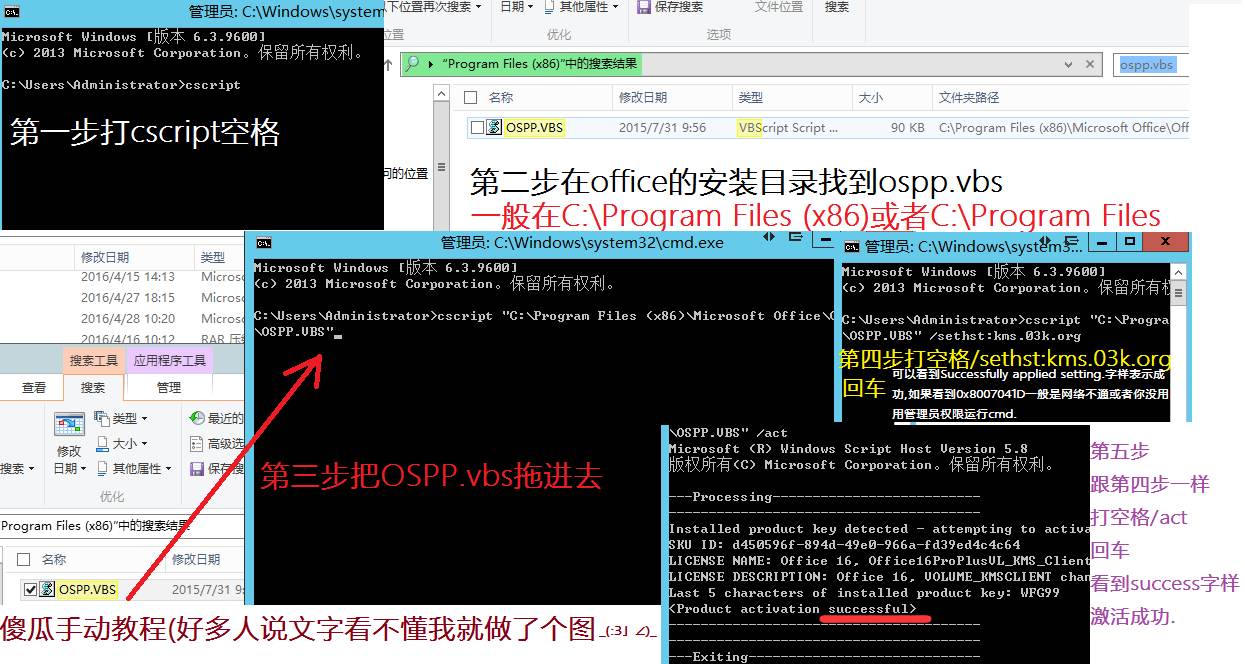 管理员: C:\Windows\system
Microsoft Windows [版本 6.3.9600]
(c) 2013 Microsoft Corporation。保留所有权利。
C:\Users\Administrator>cscript
第一步打cscript空格
下位置再次搜索
日期
其他属性
保存搜索
文件位置
搜索
位置
优化
选项
"Program Files (x86)"中的搜索结果
ospp.vbs
名称
修改日期
类型
大小
文件夹路径
OSPP.VBS
2015/7/31 9:56
VBScript Script ...
90 KB
C:\Program Files (x86)\Microsoft Office\Off
问的位置
第二步在office的安装目录找到ospp.vbs
一般在C:\Program Files (x86)或者C:\Program Files
修改日期
类型
2016/4/15 14:13
Microsc
2016/4/27 18:15
Microsc
2016/4/28 10:20
Microsc
2016/4/16 10:12
RAR 压缩
搜索工具
应用程序工具
查看
搜索
管理
修改
日期
类型
大小
其他属性
最近的
高级选
保存搜
搜索
优化
Program Files (x86)"中的搜索结果
名称
修改日期
OSPP.VBS
2015/7/31 9:
管理员: C:\Windows\system32\cmd.exe
Microsoft Windows [版本 6.3.9600]
(c) 2013 Microsoft Corporation。保留所有权利。
C:\Users\Administrator>cscript "C:\Program Files (x86)\Microsoft Office\O
\OSPP.VBS"_
第三步把OSPP.vbs拖进去
管理员: C:\Windows\system3...
Microsoft Windows [版本 6.3.9600]
(c) 2013 Microsoft Corporation。保留所有权
C:\Users\Administrator>cscript "C:\Progra
\OSPP.VBS" /sethst:kms.03k.org
第四步打空格/sethst:kms.03k.org
回车
可以看到Successfully applied setting.字样表示成
功,如果看到0x8007041D一般是网络不通或者你没用
用管理员权限运行cmd.
\OSPP.VBS" /act
Microsoft (R) Windows Script Host Version 5.8
版权所有(C) Microsoft Corporation。保留所有权利。
---Processing--------------------------
---------------------------------------
Installed product key detected - attempting to activa
SKU ID: d450596f-894d-49e0-966a-fd39ed4c4c64
LICENSE NAME: Office 16, Office16ProPlusVL_KMS_Client
LICENSE DESCRIPTION: Office 16, VOLUME_KMSCLIENT chan
Last 5 characters of installed product key: WFG99
<Product activation successful>
---------------------------------------
---------------------------------------
---Exiting-----------------------------
第五步
跟第四步一样
打空格/act
回车
看到success字样
激活成功.
傻瓜手动教程(好多人说文字看不懂我就做了个图_(:3」∠)_